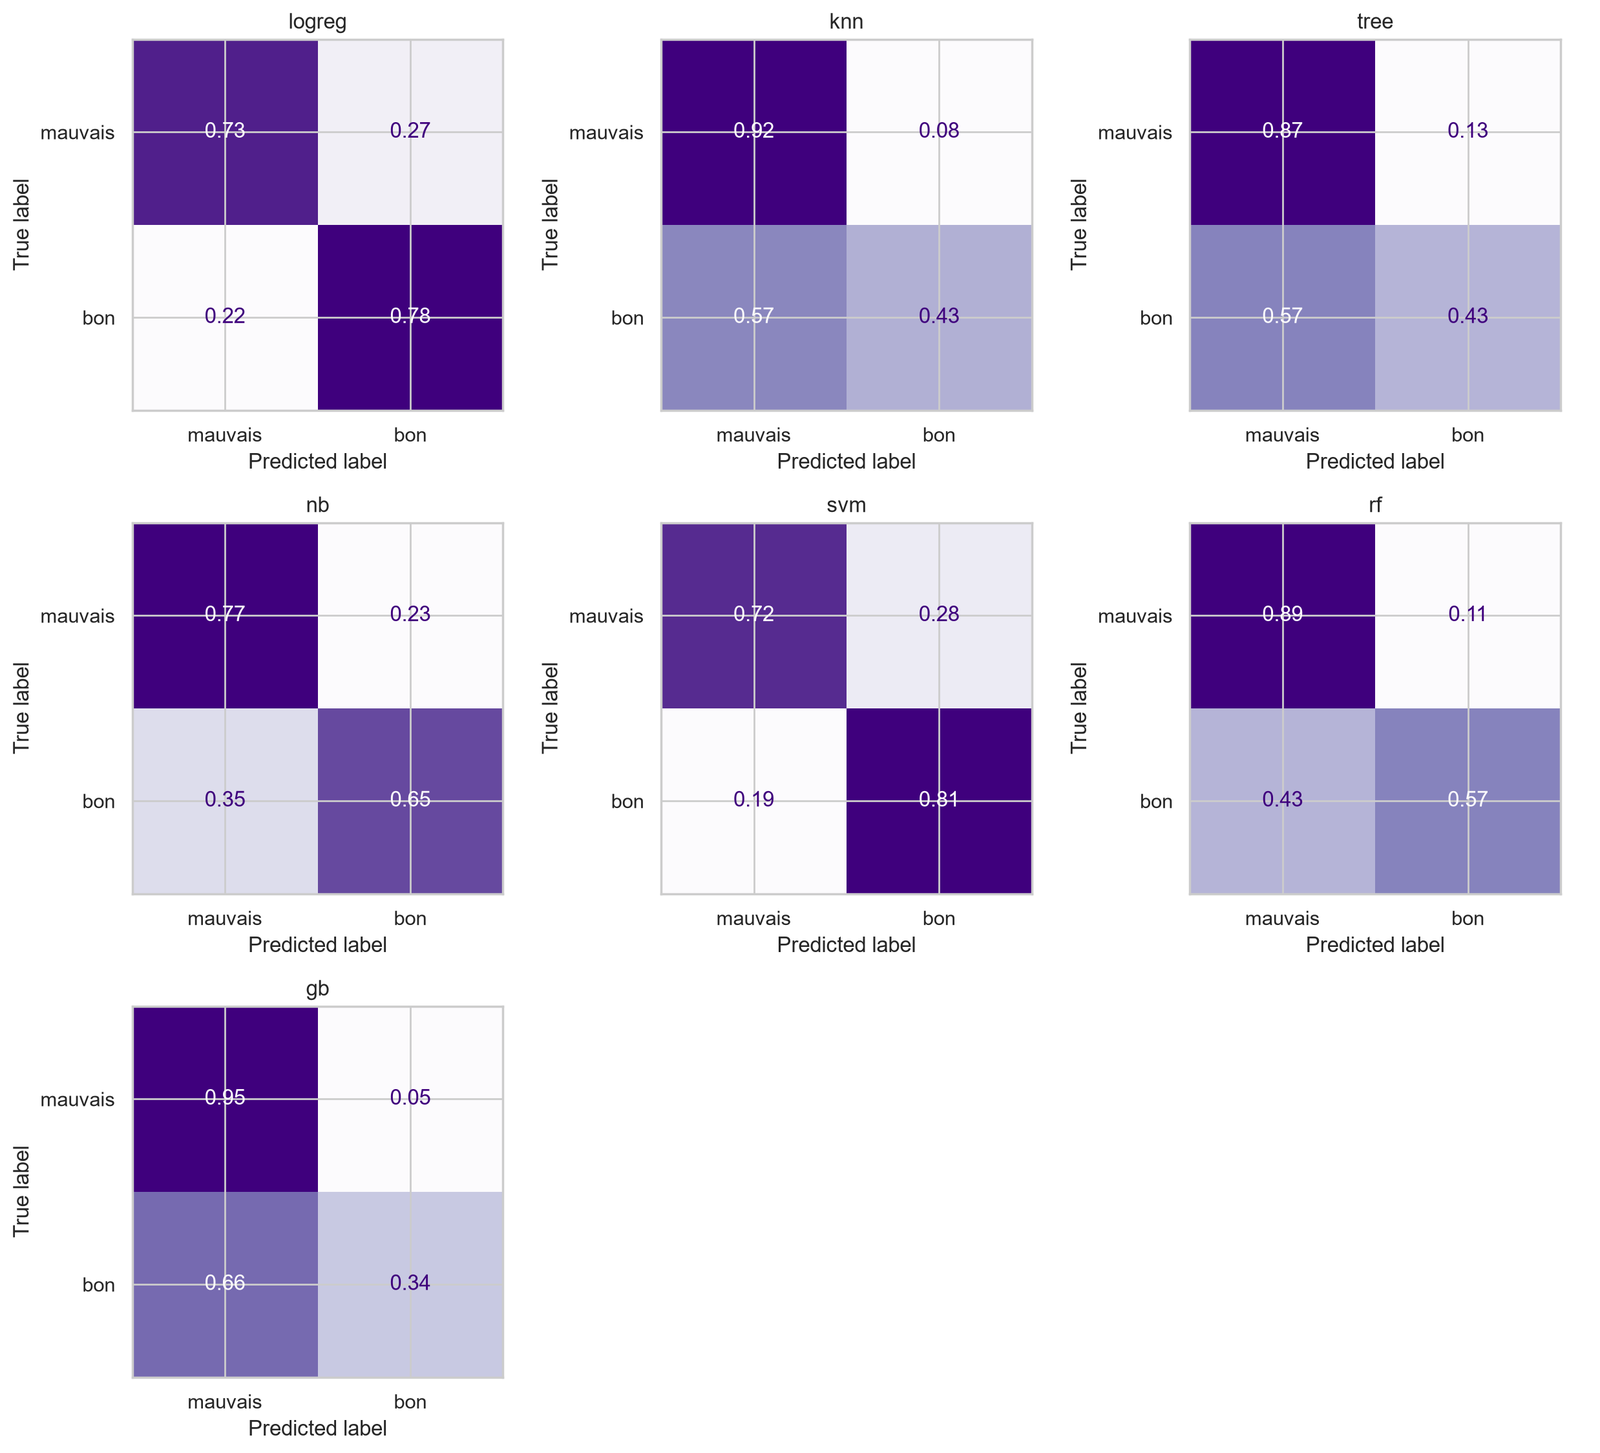 logreg
knn
tree
mauvais
0.73
0.27
mauvais
0.92
0.08
mauvais
0.87
0.13
True label
True label
True label
bon
0.22
0.78
bon
0.57
0.43
bon
0.57
0.43
mauvais
bon
mauvais
bon
mauvais
bon
Predicted label
Predicted label
Predicted label
nb
svm
rf
mauvais
0.77
0.23
mauvais
0.72
0.28
mauvais
0.89
0.11
True label
True label
True label
bon
0.35
0.65
bon
0.19
0.81
bon
0.43
0.57
mauvais
bon
mauvais
bon
mauvais
bon
Predicted label
Predicted label
Predicted label
gb
mauvais
0.95
0.05
True label
bon
0.66
0.34
mauvais
bon
Predicted label